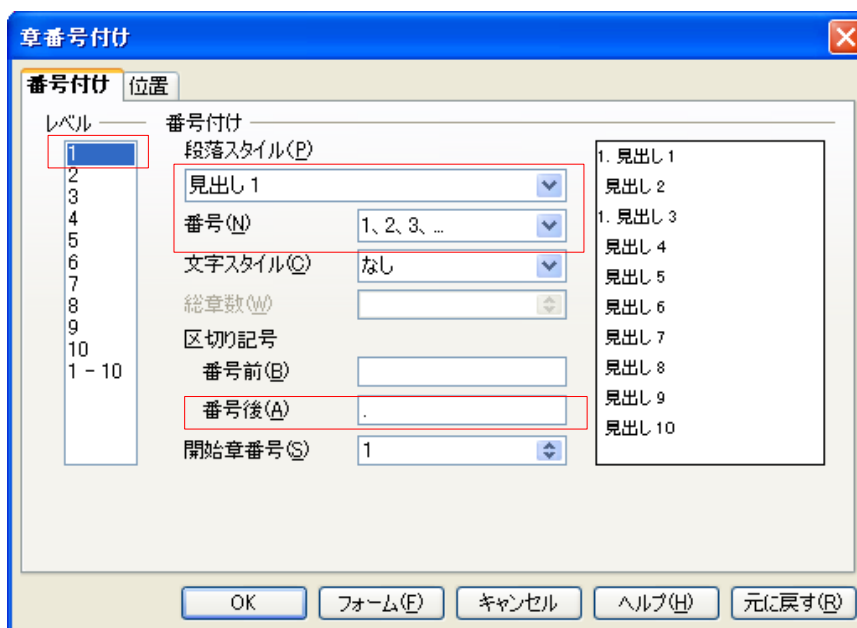 章番号付け
番号付け 位置
レベル
1
2
3
4
5
6
7
8
9
10
1 - 10
番号付け
段落スタイル(P)
見出し 1
番号(N) 1、2、3、...
文字スタイル(C) なし
総章数(W)
区切り記号
番号前(B)
番号後(A) .
開始章番号(S) 1
1. 見出し 1
見出し 2
1. 見出し 3
見出し 4
見出し 5
見出し 6
見出し 7
見出し 8
見出し 9
見出し 10
OK フォーム(F) キャンセル ヘルプ(H) 元に戻す(R)